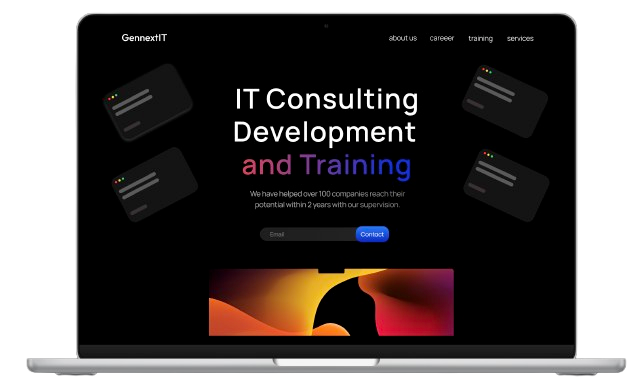 GennextIT
about us careeer training services
IT Consulting
Development
and Training
We have helped over 100 companies reach their
potential within 2 years with our supervision.
Email
Contact